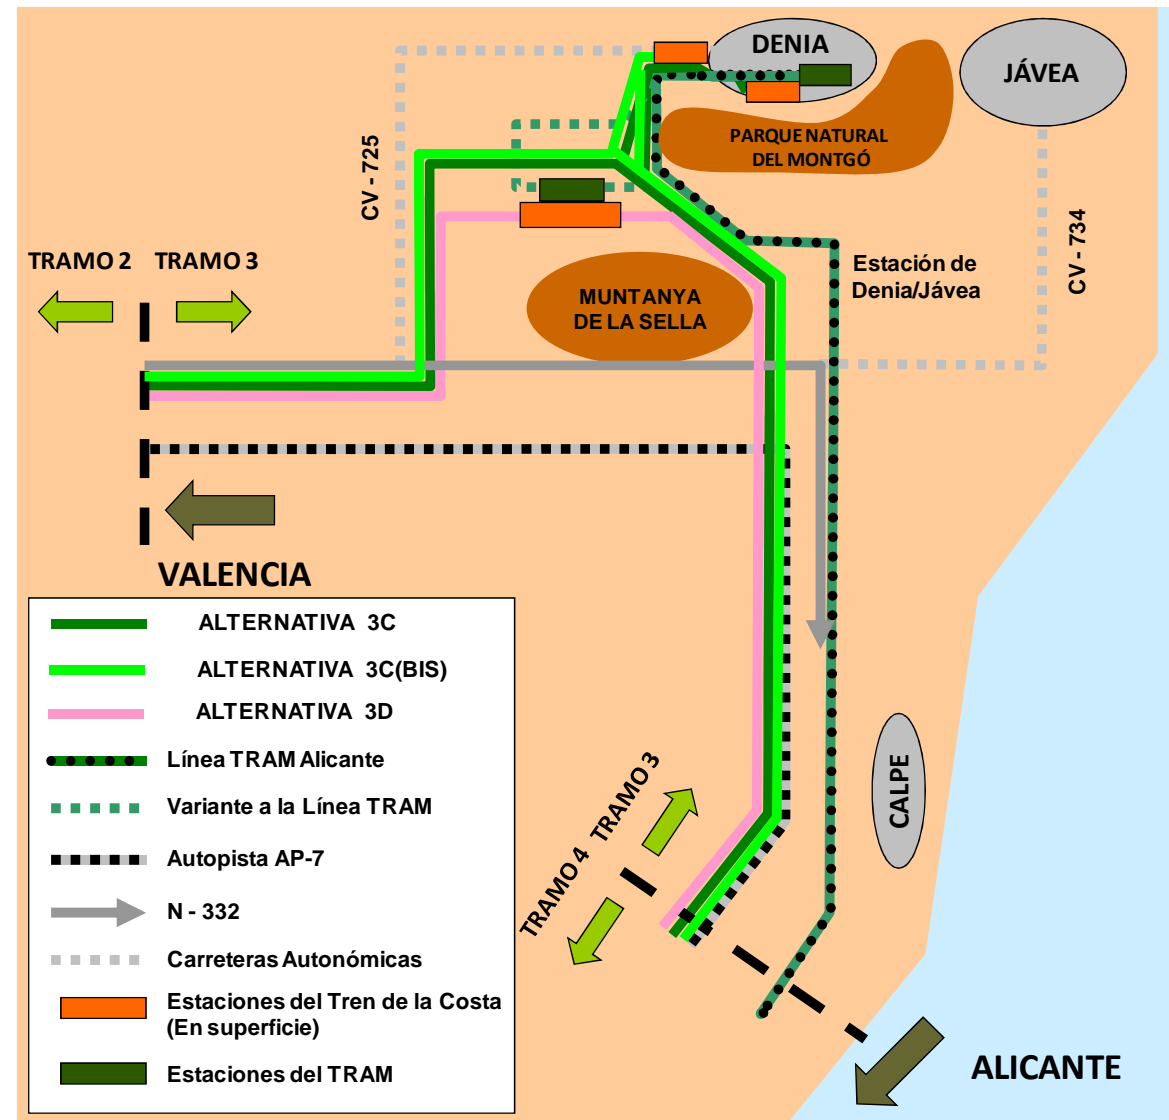 DENIA
JÁVEA
PARQUE NATURAL
DEL MONTGÓ
CV - 725
CV - 734
TRAMO 2
TRAMO 3
Estación de
Denia/Jávea
MUNTANYA
DE LA SELLA
VALENCIA
ALTERNATIVA 3C
ALTERNATIVA 3C(BIS)
ALTERNATIVA 3D
Línea TRAM Alicante
Variante a la Línea TRAM
Autopista AP-7
N - 332
Carreteras Autonómicas
Estaciones del Tren de la Costa
(En superficie)
Estaciones del TRAM
CALPE
TRAMO 4
TRAMO 3
ALICANTE